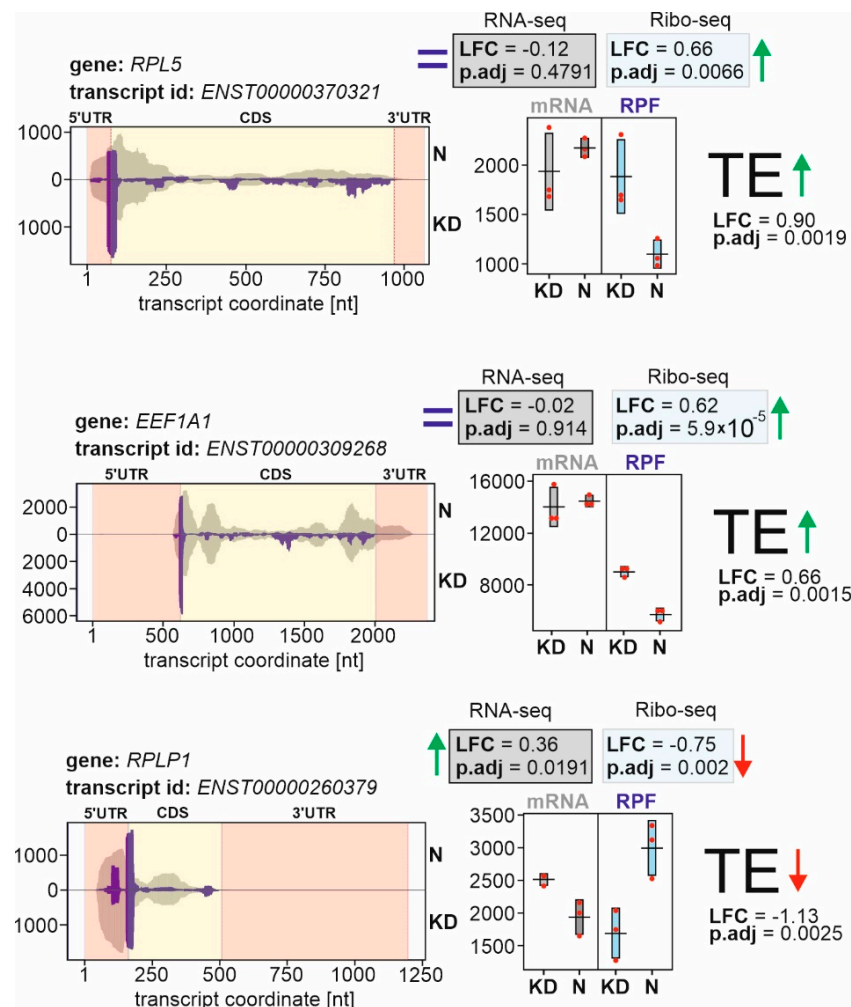 RNA-seq Ribo-seq
LFC = -0.12 LFC = 0.66
p.adj = 0.4791 p.adj = 0.0066
gene: RPL5
transcript id: ENST00000370321
5'UTR CDS 3'UTR
mRNA RPF
1000
0
1000
N
KD
1 250 500 750 1000
transcript coordinate [nt]
2000
1500
1000
KD N KD N
TE
LFC = 0.90
p.adj = 0.0019
RNA-seq Ribo-seq
LFC = -0.02 LFC = 0.62
p.adj = 0.914 p.adj = 5.9×10-5
gene: EEF1A1
transcript id: ENST00000309268
5'UTR CDS 3'UTR
mRNA RPF
2000
0
2000
4000
6000
N
KD
1 500 1000 1500 2000
transcript coordinate [nt]
16000
12000
8000
KD N KD N
TE
LFC = 0.66
p.adj = 0.0015
RNA-seq Ribo-seq
LFC = 0.36 LFC = -0.75
p.adj = 0.0191 p.adj = 0.002
gene: RPLP1
transcript id: ENST00000260379
5'UTR CDS 3'UTR
mRNA RPF
1000
0
1000
N
KD
1 250 500 750 1000 1250
transcript coordinate [nt]
3500
3000
2500
2000
1500
KD N KD N
TE
LFC = -1.13
p.adj = 0.0025